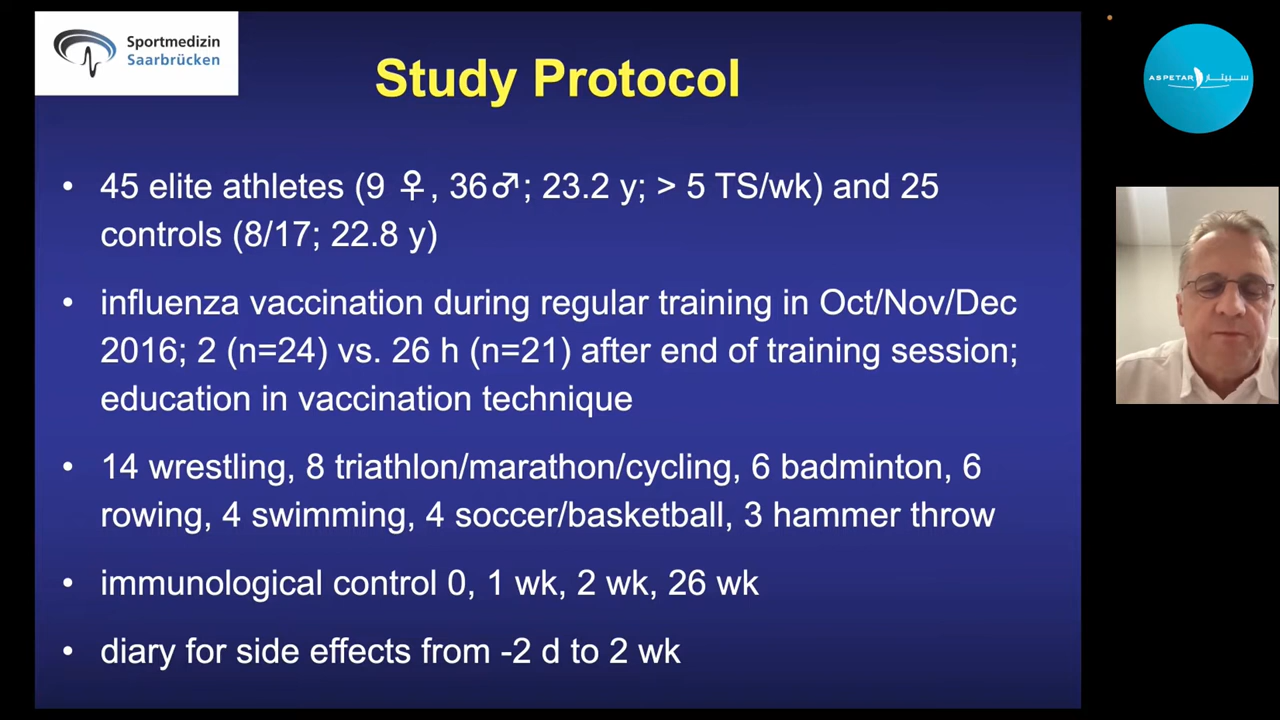 Sportmedizin
Saarbrücken
Study Protocol
• 45 elite athletes (9 ♀, 36♂; 23.2 y; > 5 TS/wk) and 25
controls (8/17; 22.8 y)
• influenza vaccination during regular training in Oct/Nov/Dec
2016; 2 (n=24) vs. 26 h (n=21) after end of training session;
education in vaccination technique
• 14 wrestling, 8 triathlon/marathon/cycling, 6 badminton, 6
rowing, 4 swimming, 4 soccer/basketball, 3 hammer throw
• immunological control 0, 1 wk, 2 wk, 26 wk
• diary for side effects from -2 d to 2 wk
ASPETAR سبيتار